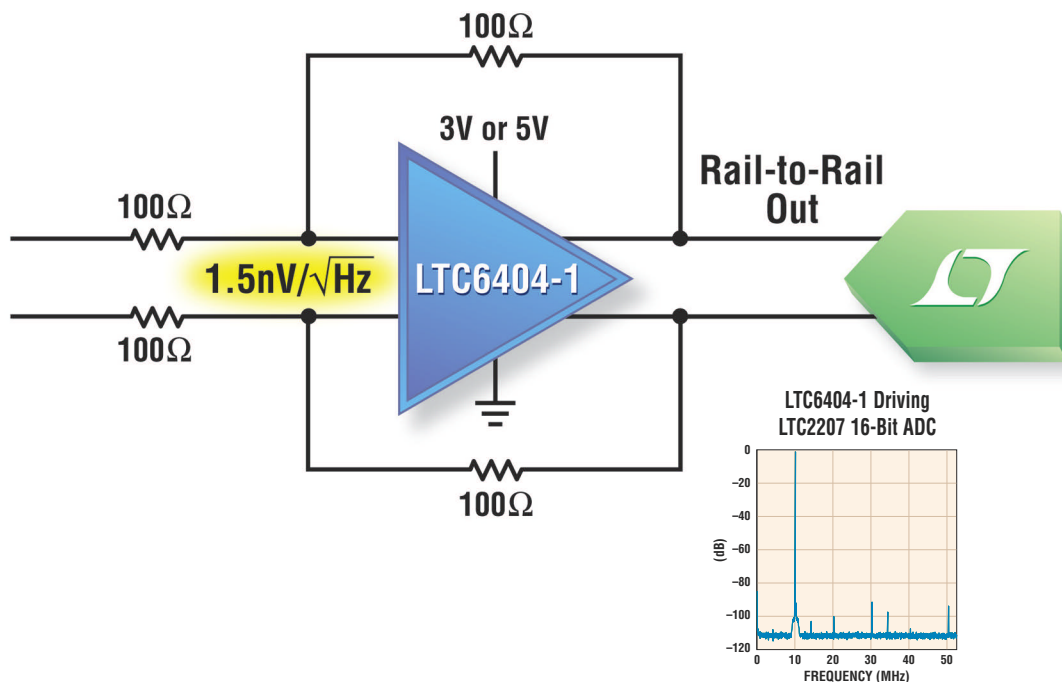 100Ω
3V or 5V
Rail-to-Rail
Out
100Ω
1.5nV/√Hz
LTC6404-1
100Ω
100Ω
LTC6404-1 Driving
LTC2207 16-Bit ADC
0
–20
–40
–60
–80
–100
–120
(dB)
0
10
20
30
40
50
FREQUENCY (MHz)